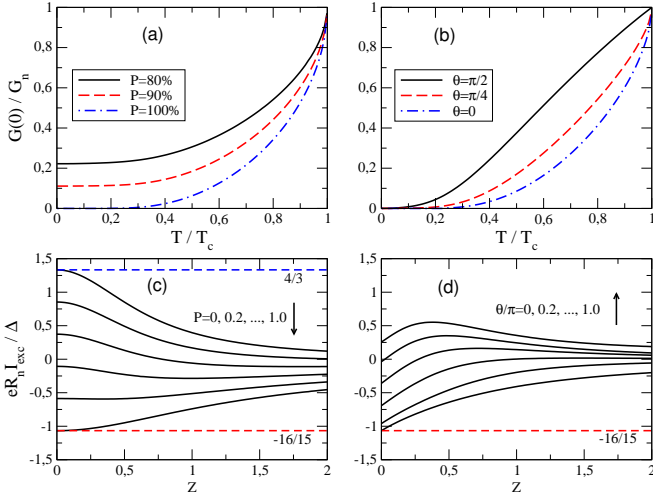 (a)
(b)
G(0) / G_n
P=80%
P=90%
P=100%
θ=π/2
θ=π/4
θ=0
1
0,8
0,6
0,4
0,2
0
1
0,8
0,6
0,4
0,2
0
0 0,2 0,4 0,6 0,8 1
0 0,2 0,4 0,6 0,8 1
T / T_c
T / T_c
(c)
(d)
eR_n I_exc / Δ
4/3
P=0, 0.2, ..., 1.0
θ/π=0, 0.2, ..., 1.0
-16/15
-16/15
1,5
1
0,5
0
-0,5
-1
-1,5
1,5
1
0,5
0
-0,5
-1
-1,5
0 0,5 1 1,5 2
0 0,5 1 1,5 2
Z
Z